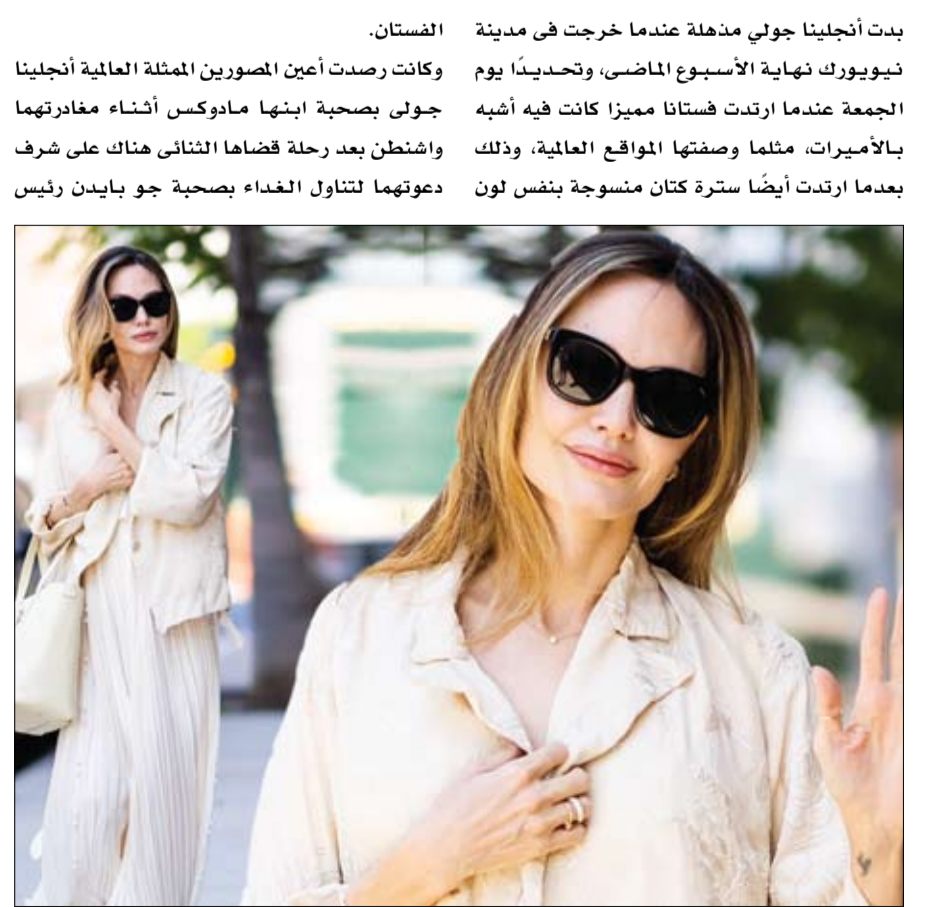 بدت أنجلينا جولي مذهلة عندما خرجت فى مدينة
نيويورك نهاية الأسبوع الماضى، وتحديدًا يوم
الجمعة عندما ارتدت فستانا مميزا كانت فيه أشبه
بالأميرات، مثلما وصفتها المواقع العالمية، وذلك
بعدما ارتدت أيضًا سترة كتان منسوجة بنفس لون
الفستان.
وكانت رصدت أعين المصورين الممثلة العالمية أنجلينا
جولى بصحبة ابنها مادوكس أثناء مغادرتهما
واشنطن بعد رحلة قضاها الثنائى هناك على شرف
دعوتهما لتناول الغداء بصحبة جو بايدن رئيس